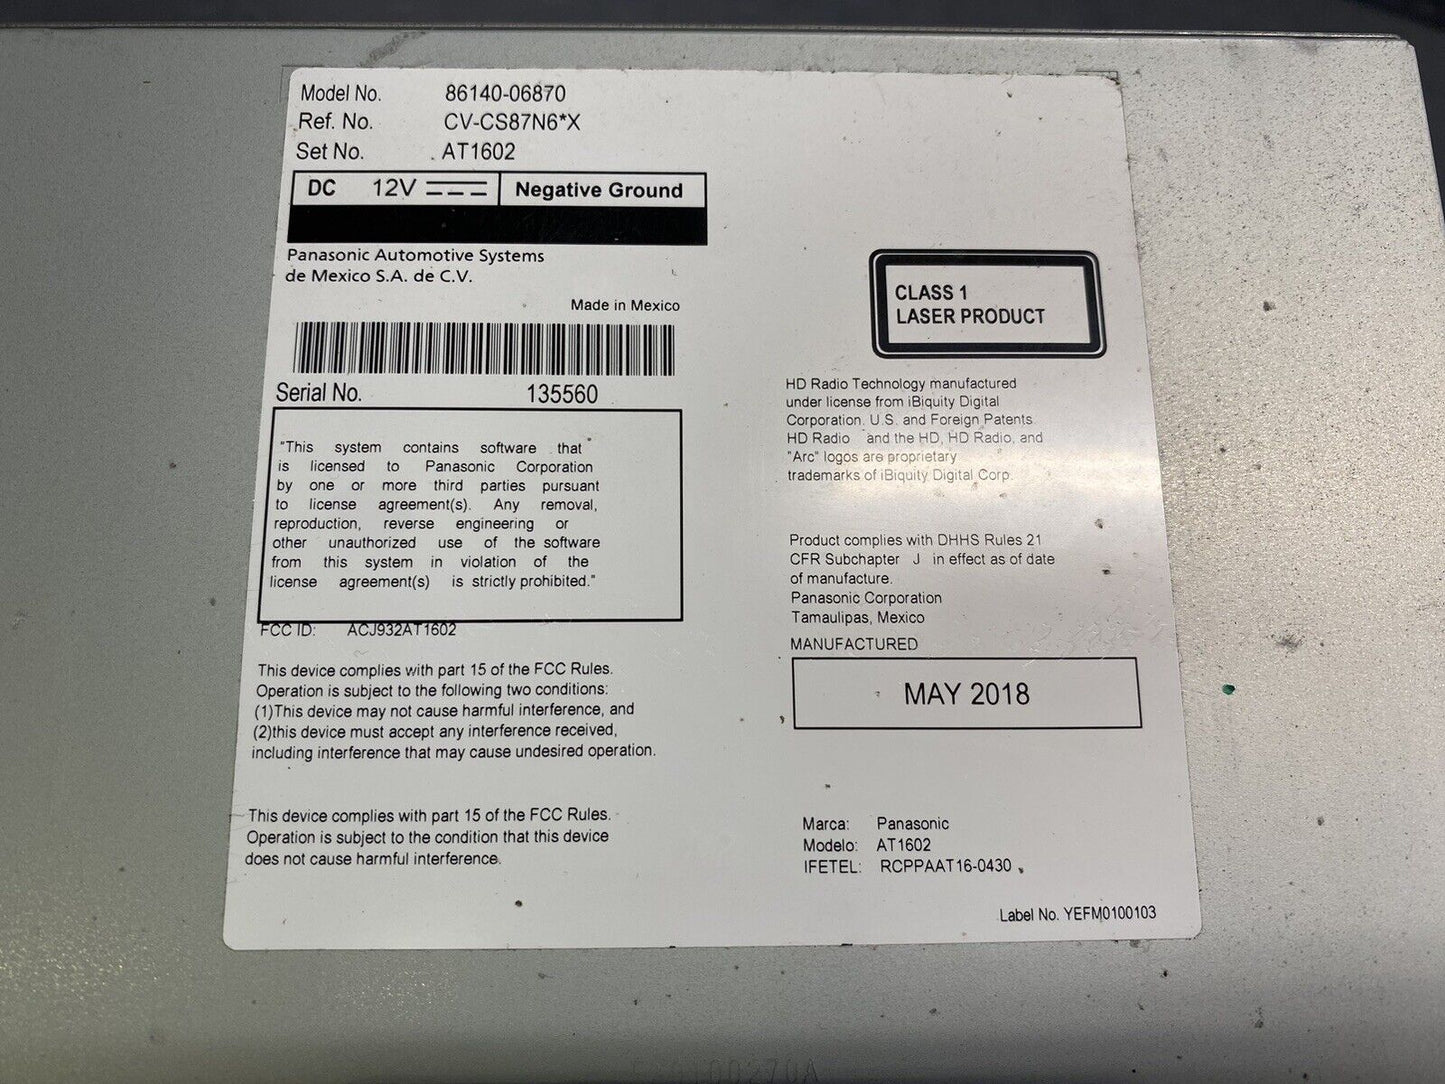 Model No. 86140-06870
Ref. No. CV-CS87N6*X
Set No. AT1602
DC 12V Negative Ground
Panasonic Automotive Systems
de Mexico S.A. de C.V.
Made in Mexico
Serial No. 135560
"This system contains software that
is licensed to Panasonic Corporation
by one or more third parties pursuant
to license agreement(s). Any removal,
reproduction, reverse engineering or
other unauthorized use of the software
from this system in violation of the
license agreement(s) is strictly prohibited."
FCC ID: ACJ932AT1602
This device complies with part 15 of the FCC Rules.
Operation is subject to the following two conditions:
(1)This device may not cause harmful interference, and
(2)this device must accept any interference received,
including interference that may cause undesired operation.
This device complies with part 15 of the FCC Rules.
Operation is subject to the condition that this device
does not cause harmful interference.
CLASS 1
LASER PRODUCT
HD Radio Technology manufactured
under license from iBiquity Digital
Corporation. U.S. and Foreign Patents.
HD Radio and the HD, HD Radio, and
"Arc" logos are proprietary
trademarks of iBiquity Digital Corp.
Product complies with DHHS Rules 21
CFR Subchapter J in effect as of date
of manufacture.
Panasonic Corporation
Tamaulipas, Mexico
MANUFACTURED
MAY 2018
Marca: Panasonic
Modelo: AT1602
IFETEL: RCPPAAT16-0430
Label No. YEFM0100103